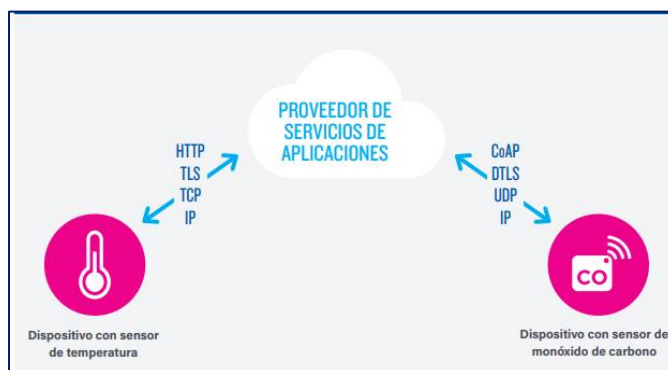 PROVEEDOR DE
SERVICIOS DE
APLICACIONES
HTTP
TLS
TCP
IP
CoAP
DTLS
UDP
IP
CO
Dispositivo con sensor
de temperatura
Dispositivo con sensor de
monóxido de carbono